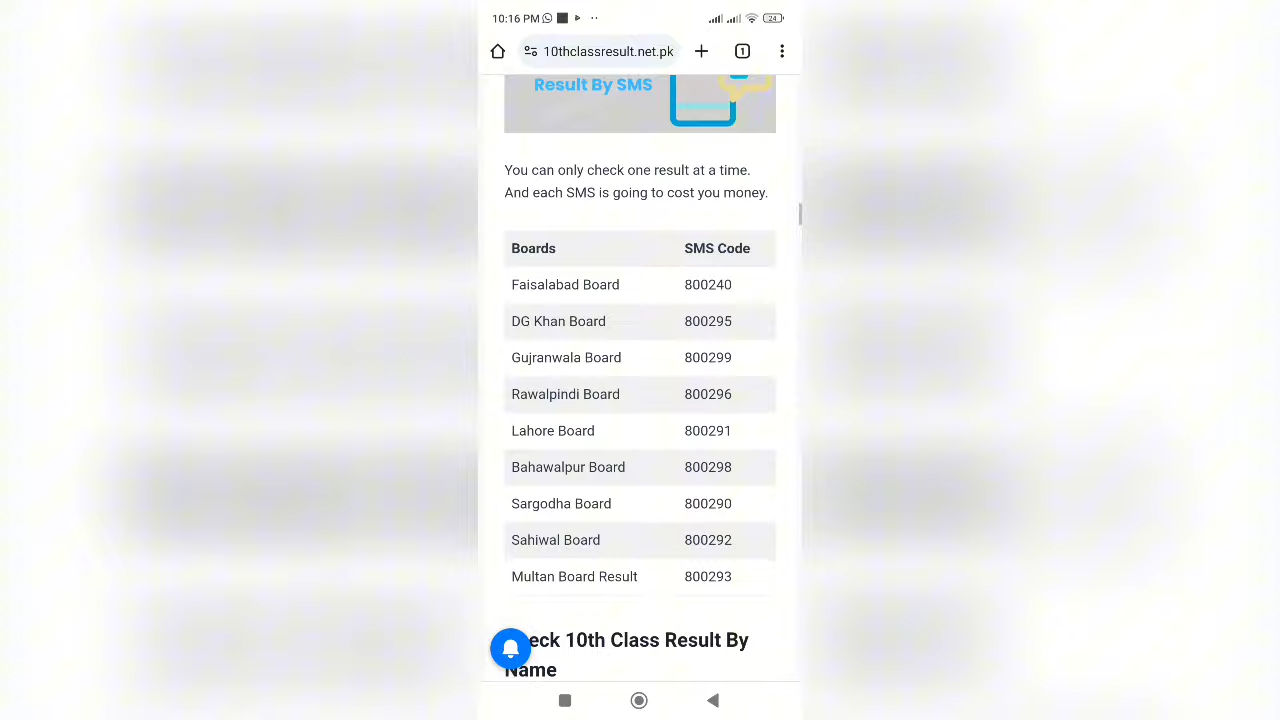 10:16 PM
24
10thclassresult.net.pk
1
Result By SMS
You can only check one result at a time.
And each SMS is going to cost you money.
Boards SMS Code
Faisalabad Board 800240
DG Khan Board 800295
Gujranwala Board 800299
Rawalpindi Board 800296
Lahore Board 800291
Bahawalpur Board 800298
Sargodha Board 800290
Sahiwal Board 800292
Multan Board Result 800293
eck 10th Class Result By
Name